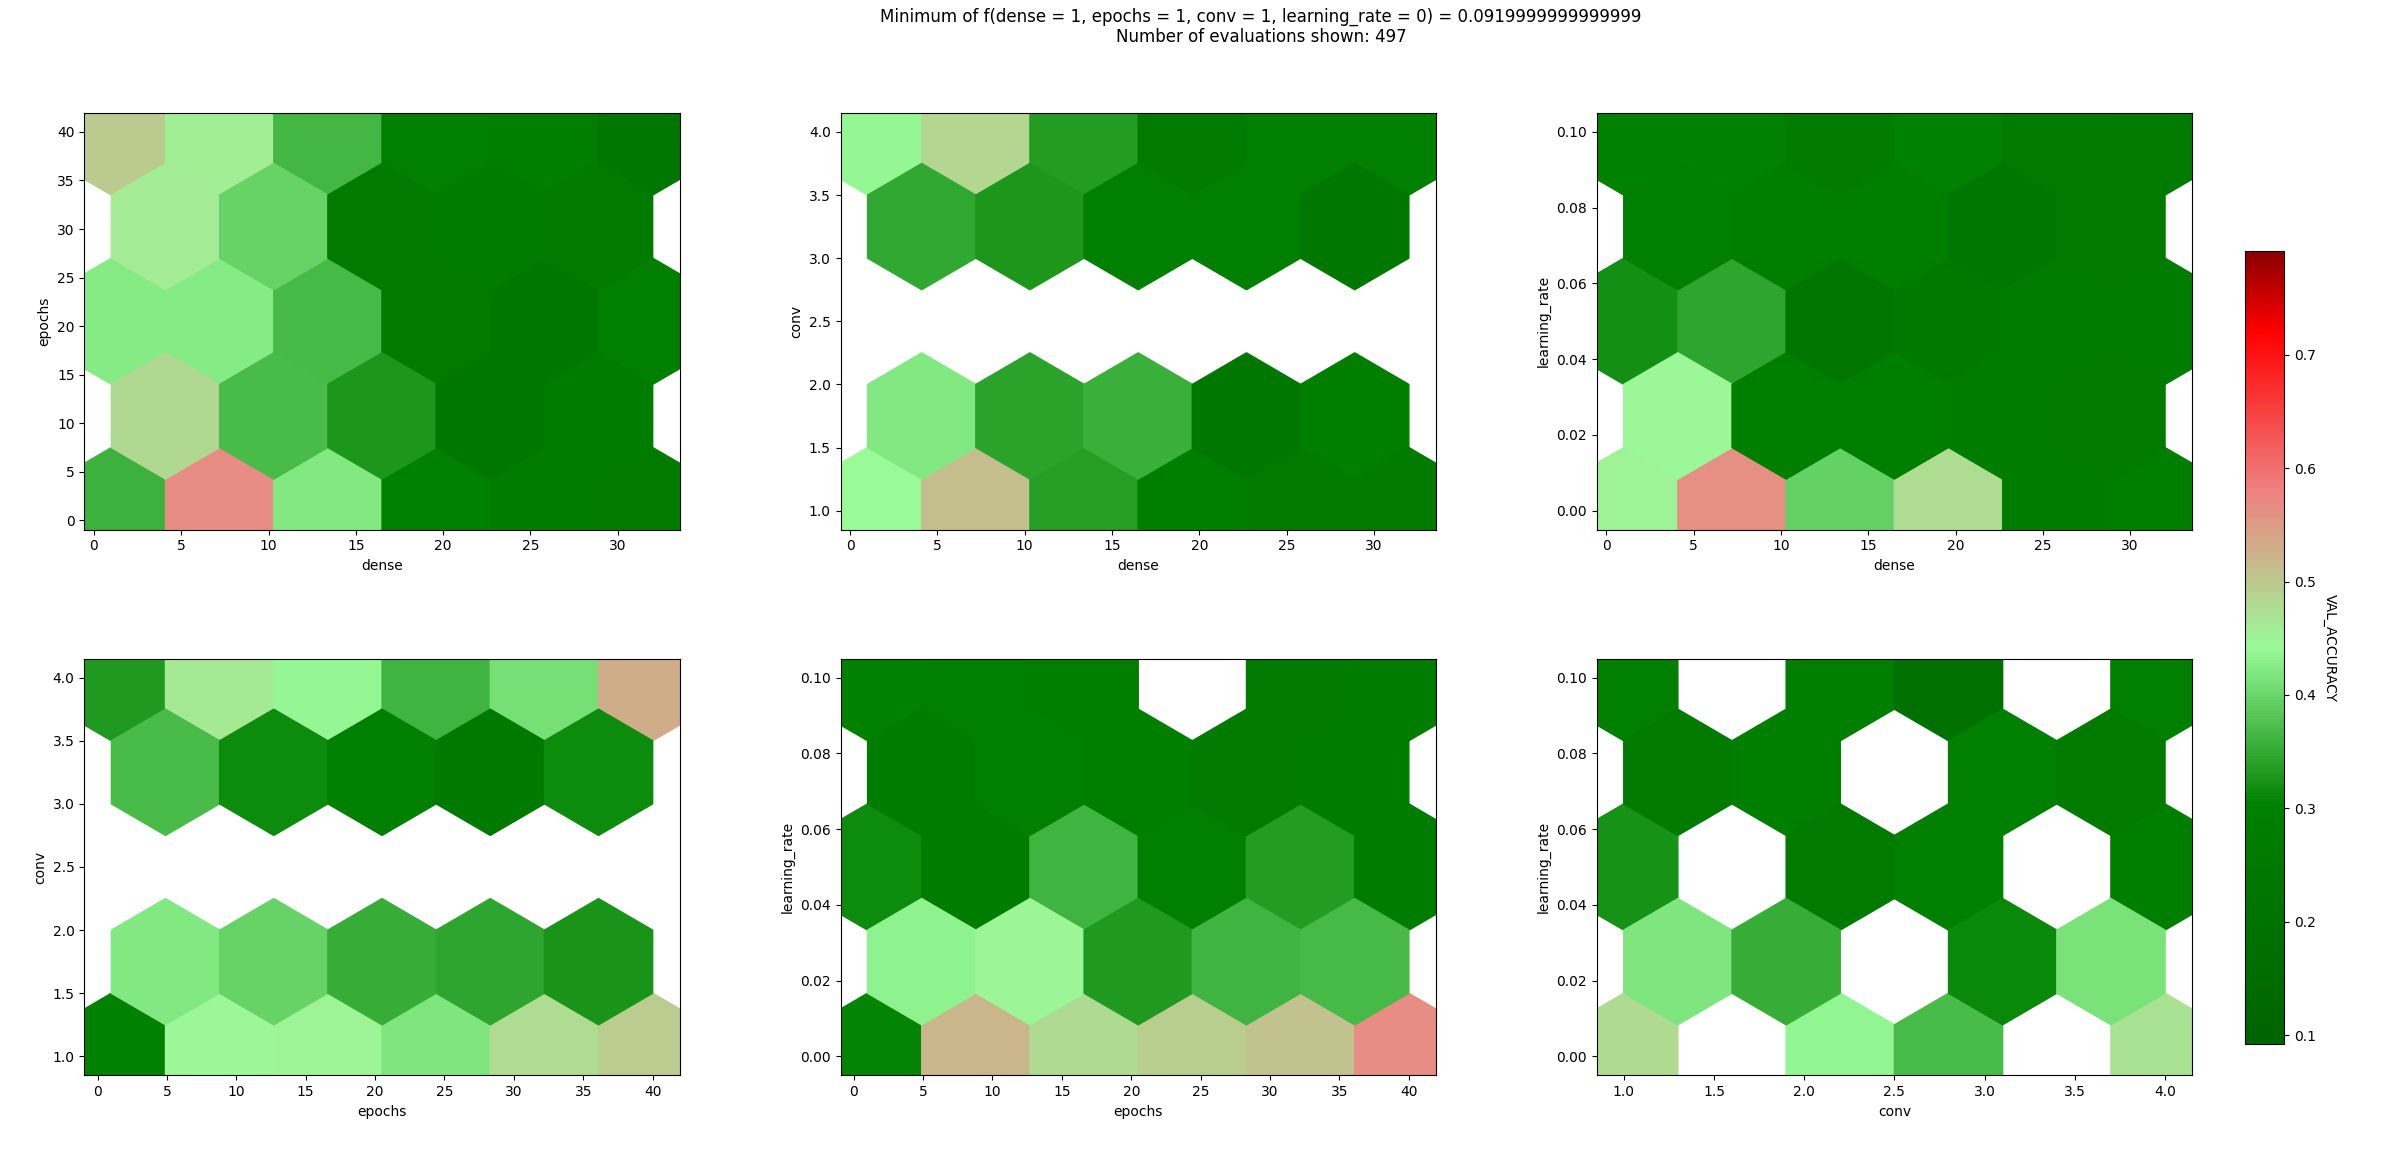 Minimum of f(dense = 1, epochs = 1, conv = 1, learning_rate = 0) = 0.0919999999999999
Number of evaluations shown: 497
40
35
30
25
20
15
10
5
0
epochs
0 5 10 15 20 25 30
dense
4.0
3.5
3.0
2.5
2.0
1.5
1.0
conv
0 5 10 15 20 25 30
dense
0.10
0.08
0.06
0.04
0.02
0.00
learning_rate
0 5 10 15 20 25 30
dense
4.0
3.5
3.0
2.5
2.0
1.5
1.0
conv
0 5 10 15 20 25 30 35 40
epochs
0.10
0.08
0.06
0.04
0.02
0.00
learning_rate
0 5 10 15 20 25 30 35 40
epochs
0.10
0.08
0.06
0.04
0.02
0.00
learning_rate
1.0 1.5 2.0 2.5 3.0 3.5 4.0
conv
0.7
0.6
0.5
0.4
0.3
0.2
0.1
VAL_ACCURACY